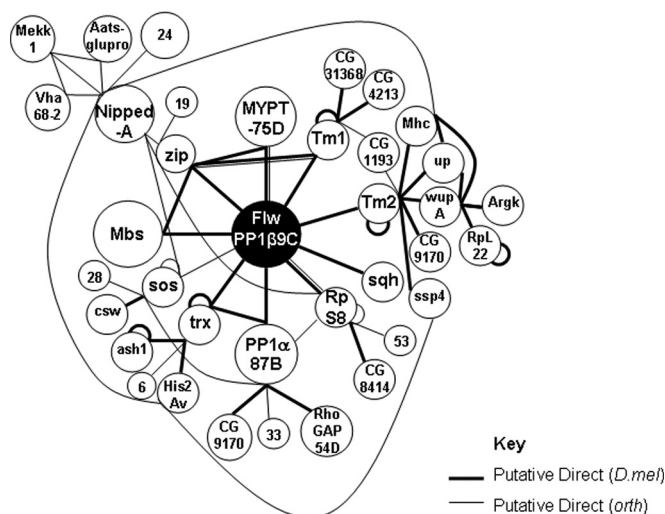 Mekk
1
Aats-
glupro
24
Vha
68-2
Nipped
-A
19
zip
MYPT
-75D
CG
31368
CG
4213
Tm1
CG
1193
Mhc
up
Tm2
wup
A
Argk
CG
9170
RpL
22
ssp4
Flw
PP1β9C
Mbs
sqh
28
sos
csw
trx
Rp
S8
ash1
PP1α
87B
53
6
His2
Av
CG
8414
CG
9170
33
Rho
GAP
54D
Key
Putative Direct (D.mel)
Putative Direct (orth)